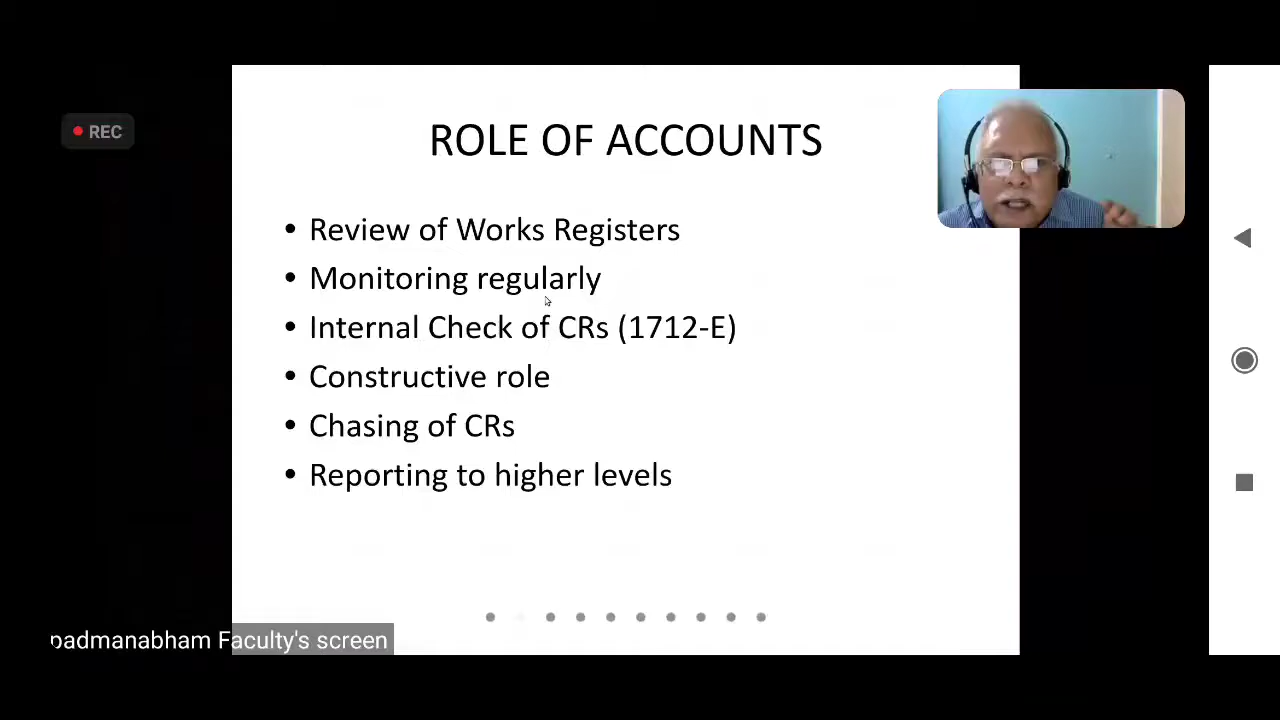 REC
ROLE OF ACCOUNTS
• Review of Works Registers
• Monitoring regularly
• Internal Check of CRs (1712-E)
• Constructive role
• Chasing of CRs
• Reporting to higher levels
padmanabham Faculty's screen